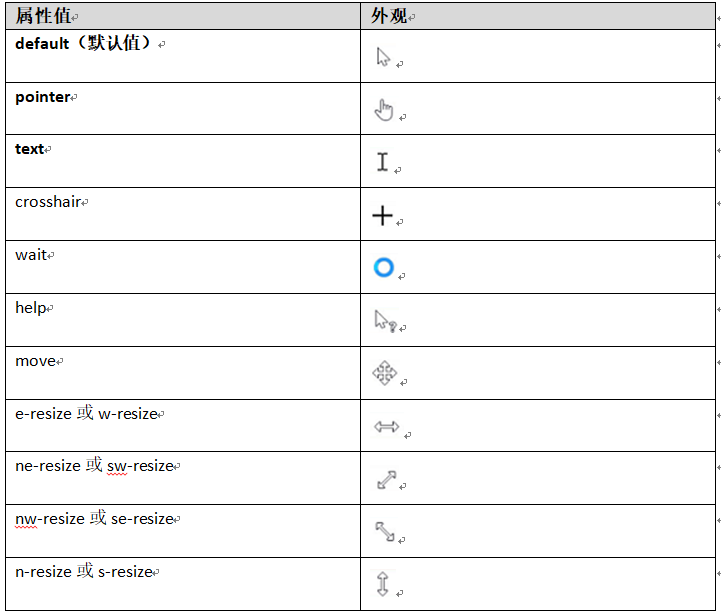 属性值
外观
default（默认值）
pointer
text
crosshair
wait
help
move
e-resize 或 w-resize
ne-resize 或 sw-resize
nw-resize 或 se-resize
n-resize 或 s-resize